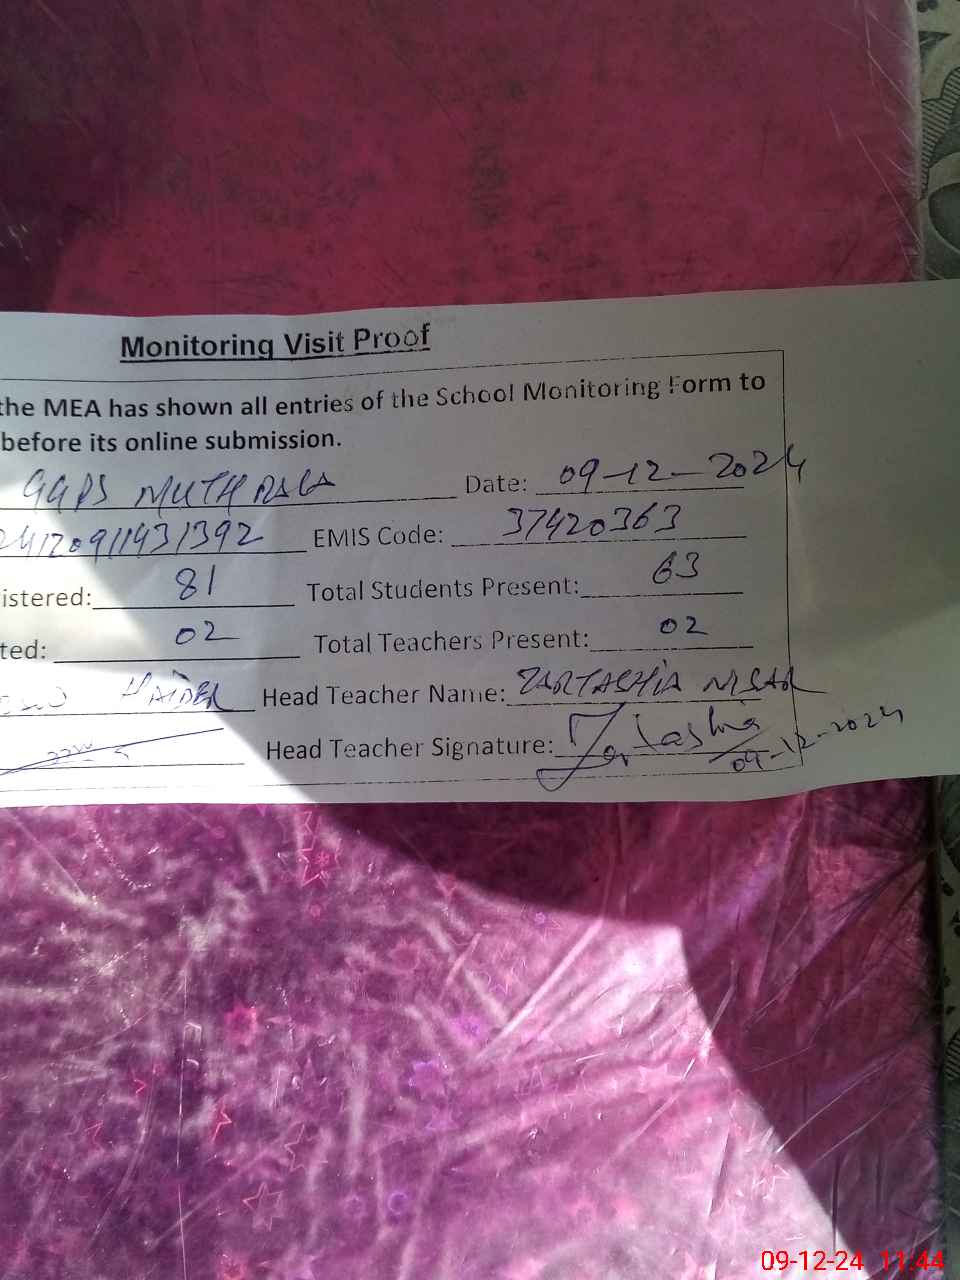 Monitoring Visit Proof
the MEA has shown all entries of the School Monitoring Form to
before its online submission.
GGPS MUTHRALA Date: 09-12-2024
24120911431392 EMIS Code: 37420363
istered: 81 Total Students Present: 63
ted: 02 Total Teachers Present: 02
HAIDER Head Teacher Name: ZARTASHIA NISAR
Head Teacher Signature: Zartashia
09-12-2024
09-12-24 11:44